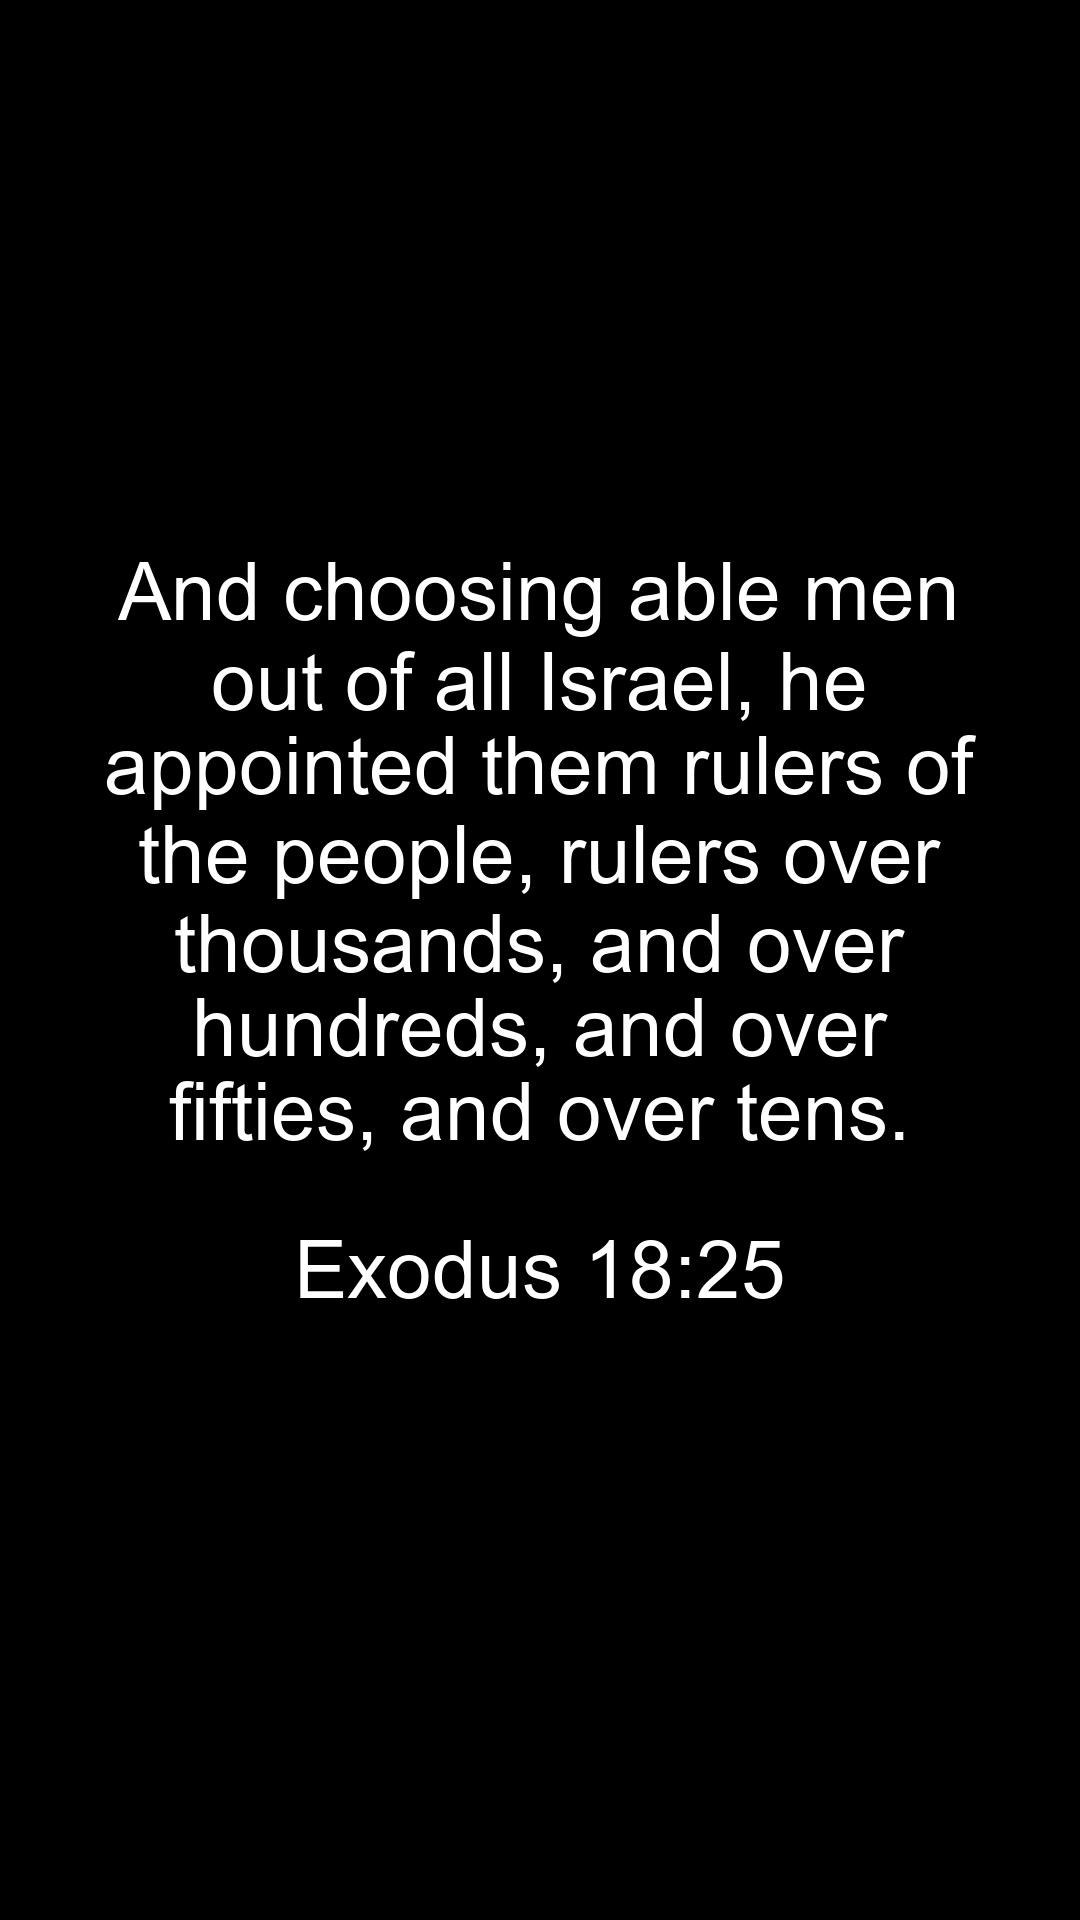 And choosing able men
out of all Israel, he
appointed them rulers of
the people, rulers over
thousands, and over
hundreds, and over
fifties, and over tens.
Exodus 18:25